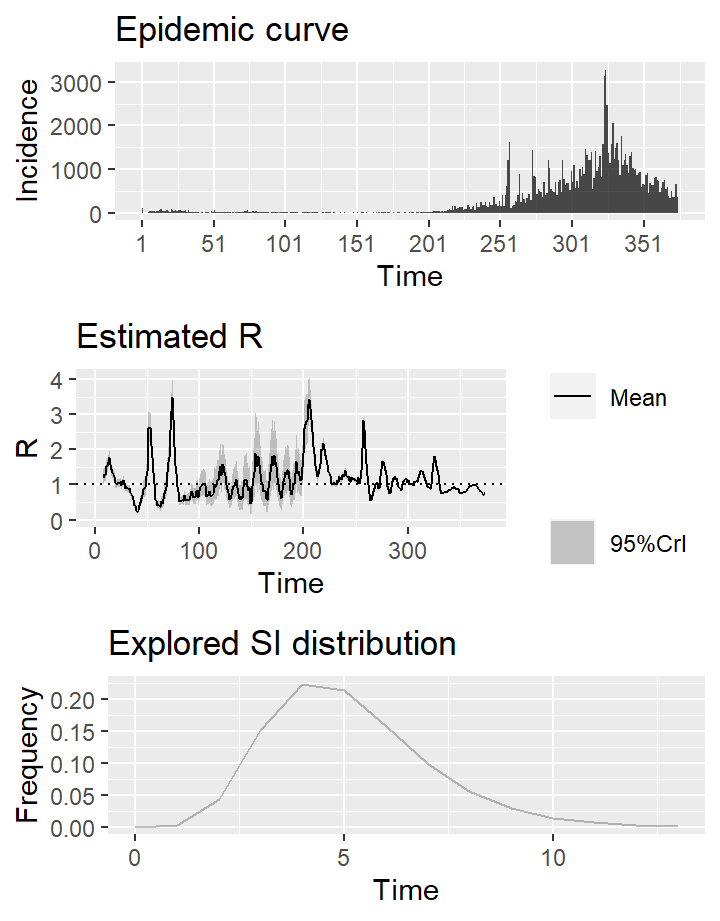 Epidemic curve
3000
2000
1000
0
Incidence
1 51 101 151 201 251 301 351
Time
Estimated R
4
3
2
1
0
R
0 100 200 300
Time
Mean
95%CrI
Explored SI distribution
0.20
0.15
0.10
0.05
0.00
Frequency
0 5 10
Time